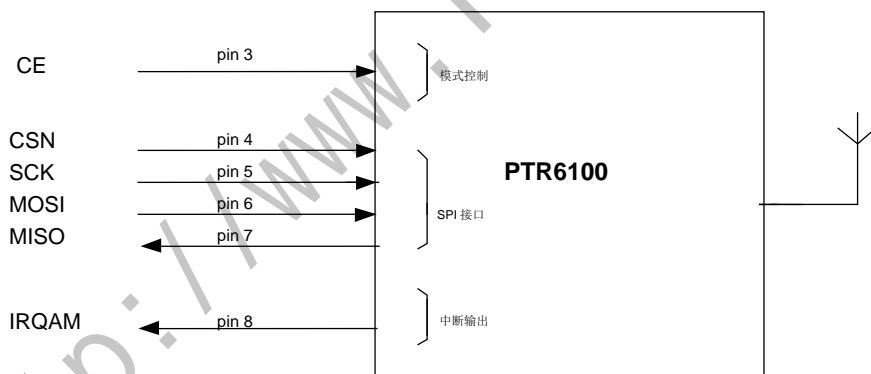 CE
pin 3
模式控制
CSN
pin 4
SCK
pin 5
PTR6100
MOSI
pin 6
SPI 接口
MISO
pin 7
IRQAM
pin 8
中断输出
p://www.